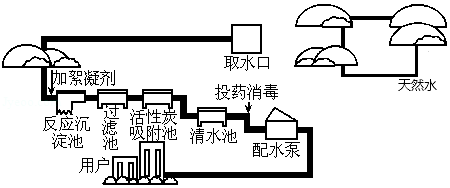 取水口
天然水
加絮凝剂
反应沉
淀池
过
滤
池
活性炭
吸附池
投药消毒
清水池
配水泵
用户